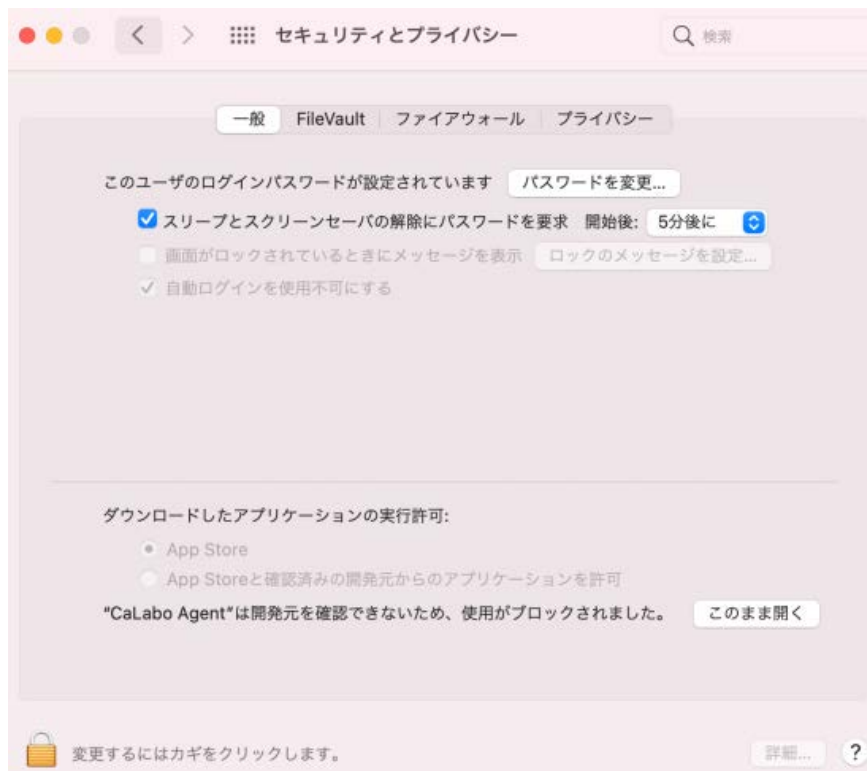 セキュリティとプライバシー
検索
一般 FileVault ファイアウォール プライバシー
このユーザのログインパスワードが設定されています パスワードを変更...
スリープとスクリーンセーバの解除にパスワードを要求 開始後: 5分後に
画面がロックされているときにメッセージを表示 ロックのメッセージを設定...
自動ログインを使用不可にする
ダウンロードしたアプリケーションの実行許可:
App Store
App Storeと確認済みの開発元からのアプリケーションを許可
"CaLabo Agent"は開発元を確認できないため、使用がブロックされました。 このまま開く
変更するにはカギをクリックします。 詳細... ?